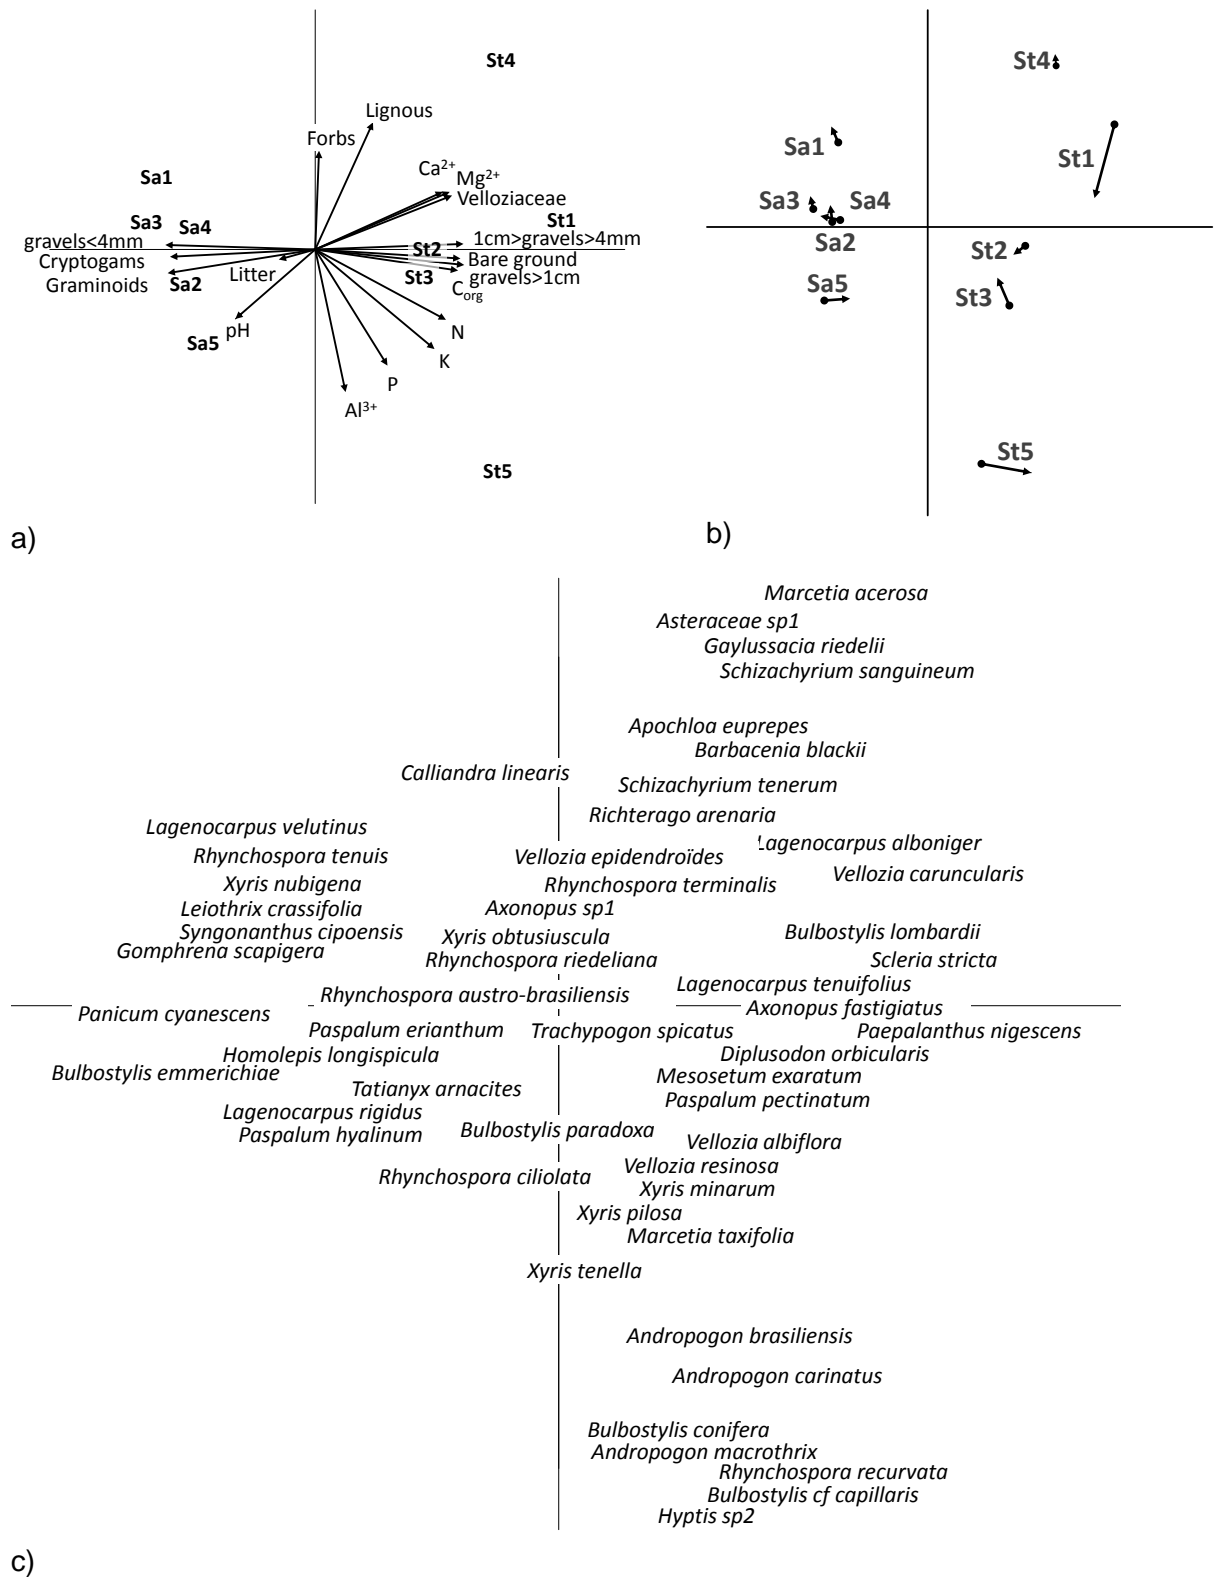 St4
Lignous
Forbs
Ca2+
Mg2+
Velloziaceae
Sa1
Sa3
Sa4
St1
gravels<4mm
1cm>gravels>4mm
St2
Cryptogams
Bare ground
Litter
St3
gravels>1cm
Graminoids
Sa2
Corg
pH
N
Sa5
K
P
Al3+
St5
a)
St4
Sa1
St1
Sa3
Sa4
Sa2
St2
Sa5
St3
St5
b)
Marcetia acerosa
Asteraceae sp1
Gaylussacia riedelii
Schizachyrium sanguineum
Apochloa euprepes
Barbacenia blackii
Calliandra linearis
Schizachyrium tenerum
Richterago arenaria
Lagenocarpus velutinus
Lagenocarpus alboniger
Rhynchospora tenuis
Vellozia epidendroïdes
Vellozia caruncularis
Xyris nubigena
Rhynchospora terminalis
Leiothrix crassifolia
Axonopus sp1
Syngonanthus cipoensis
Xyris obtusiuscula
Bulbostylis lombardii
Gomphrena scapigera
Rhynchospora riedeliana
Scleria stricta
Lagenocarpus tenuifolius
Rhynchospora austro-brasiliensis
Axonopus fastigiatus
Panicum cyanescens
Paspalum erianthum
Trachypogon spicatus
Paepalanthus nigescens
Homolepis longispicula
Diplusodon orbicularis
Bulbostylis emmerichiae
Mesosetum exaratum
Tatianyx arnacites
Paspalum pectinatum
Lagenocarpus rigidus
Paspalum hyalinum
Bulbostylis paradoxa
Vellozia albiflora
Vellozia resinosa
Rhynchospora ciliolata
Xyris minarum
Xyris pilosa
Marcetia taxifolia
Xyris tenella
Andropogon brasiliensis
Andropogon carinatus
Bulbostylis conifera
Andropogon macrothrix
Rhynchospora recurvata
Bulbostylis cf capillaris
Hyptis sp2
c)